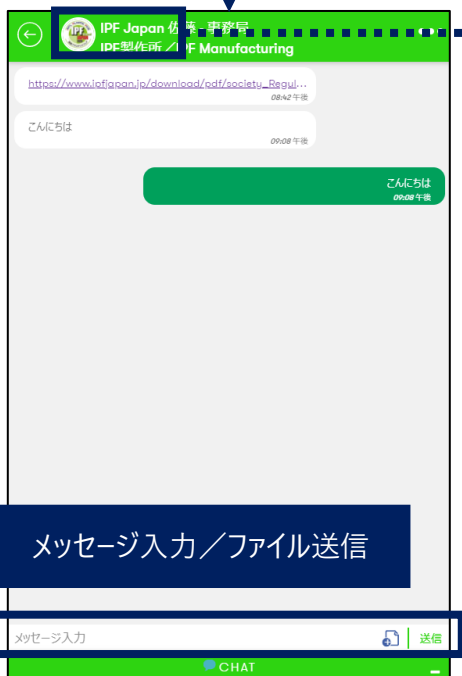 IPF Japan 佐藤-事務局
IPF製作所／IPF Manufacturing
https://www.ipfjapan.jp/download/pdf/society_Regul...
08:42 午後
こんにちは
09:08 午後
こんにちは
09:08 午後
メッセージ入力／ファイル送信
メッセージ入力
送信
CHAT